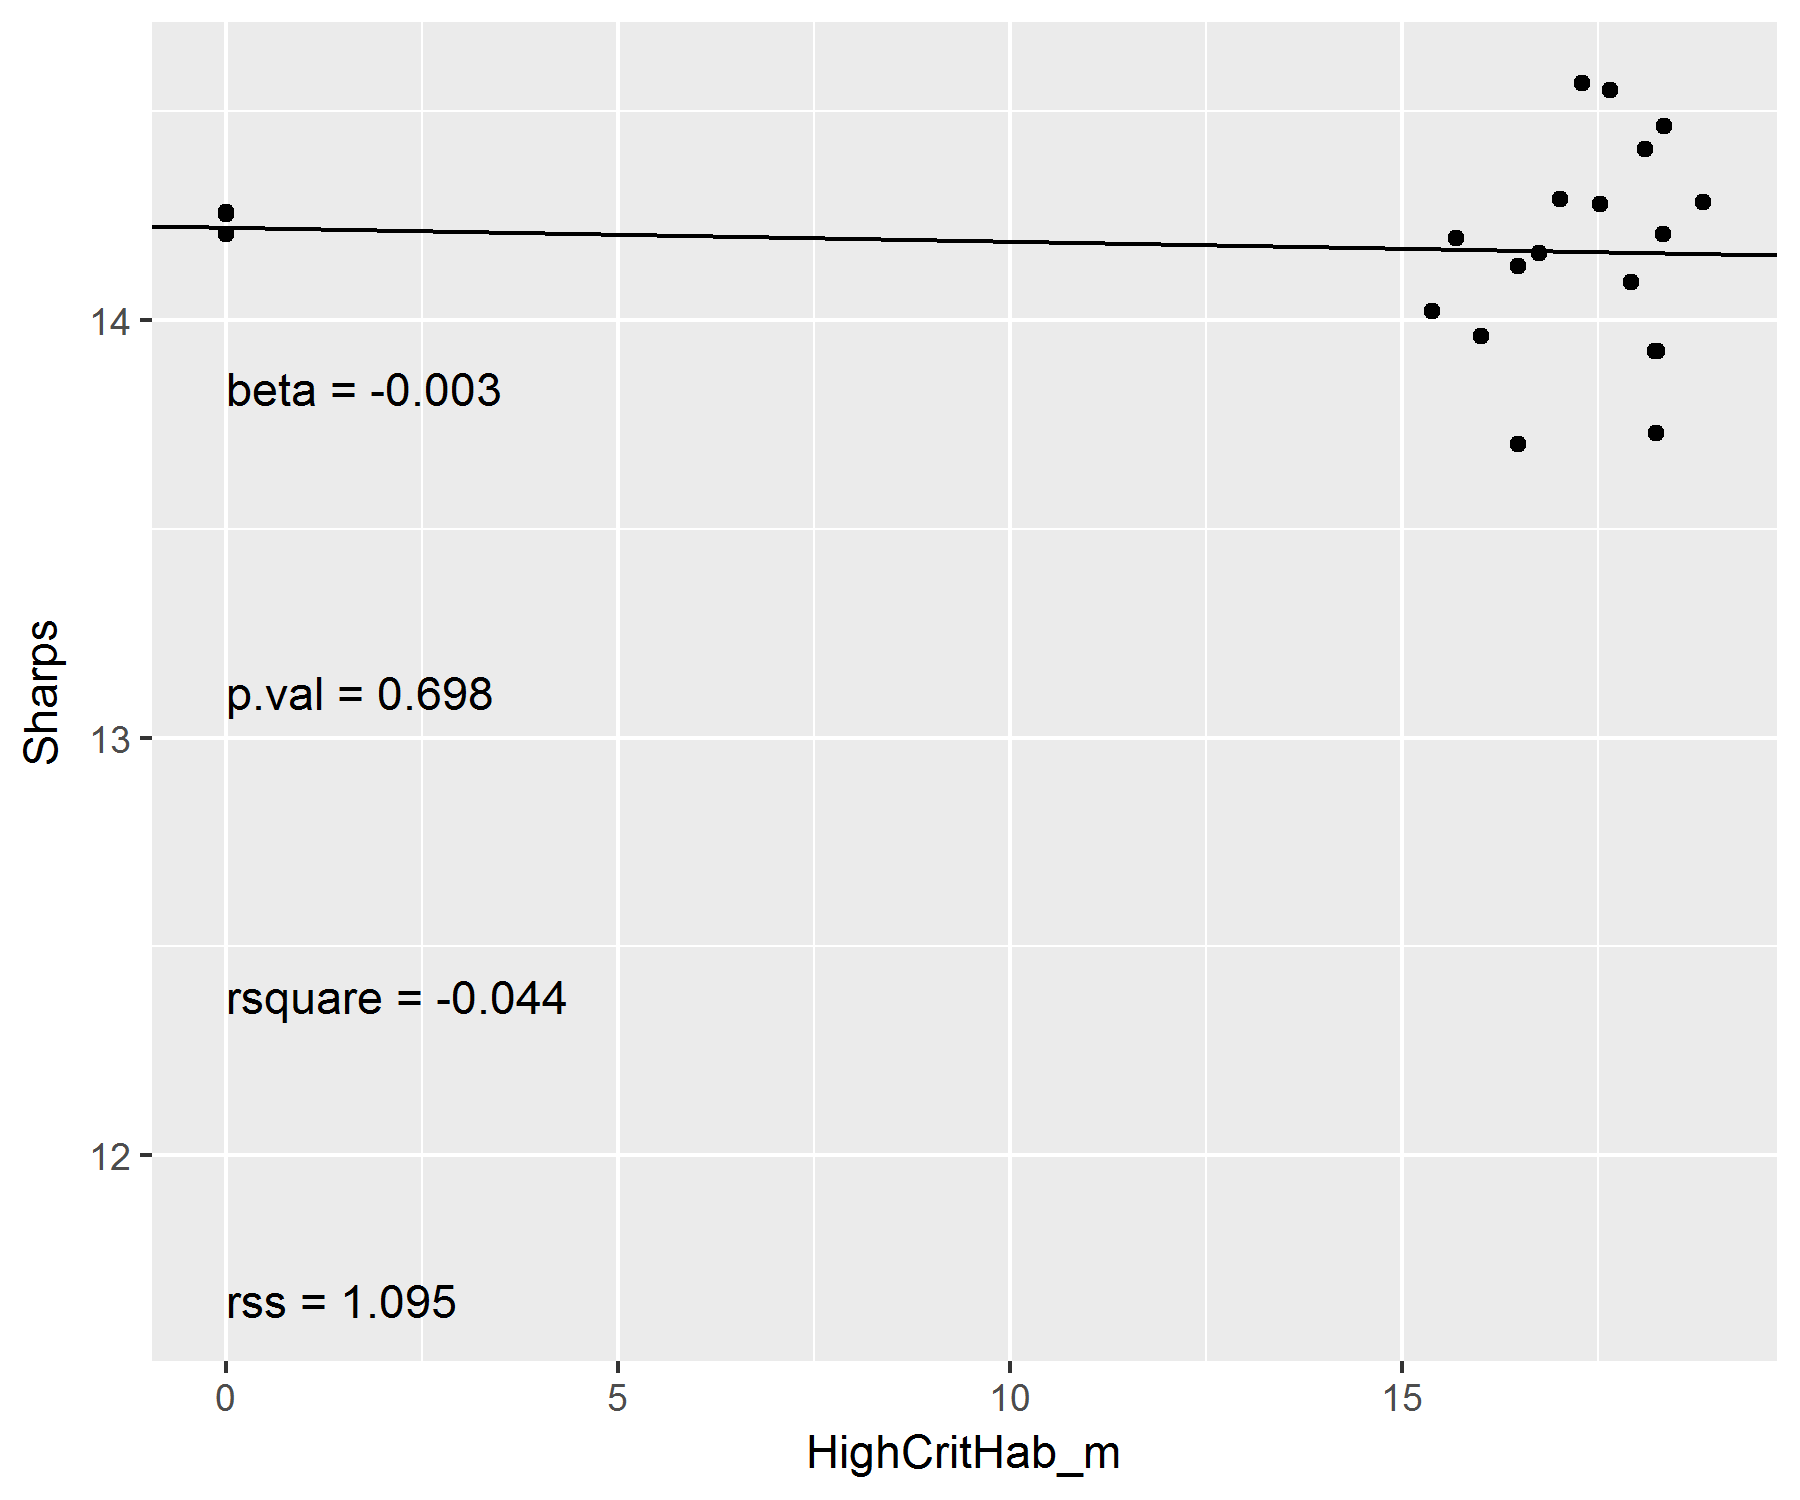 14
beta = -0.003
p.val = 0.698
13
Sharps
rsquare = -0.044
12
rss = 1.095
0 5 10 15
HighCritHab_m